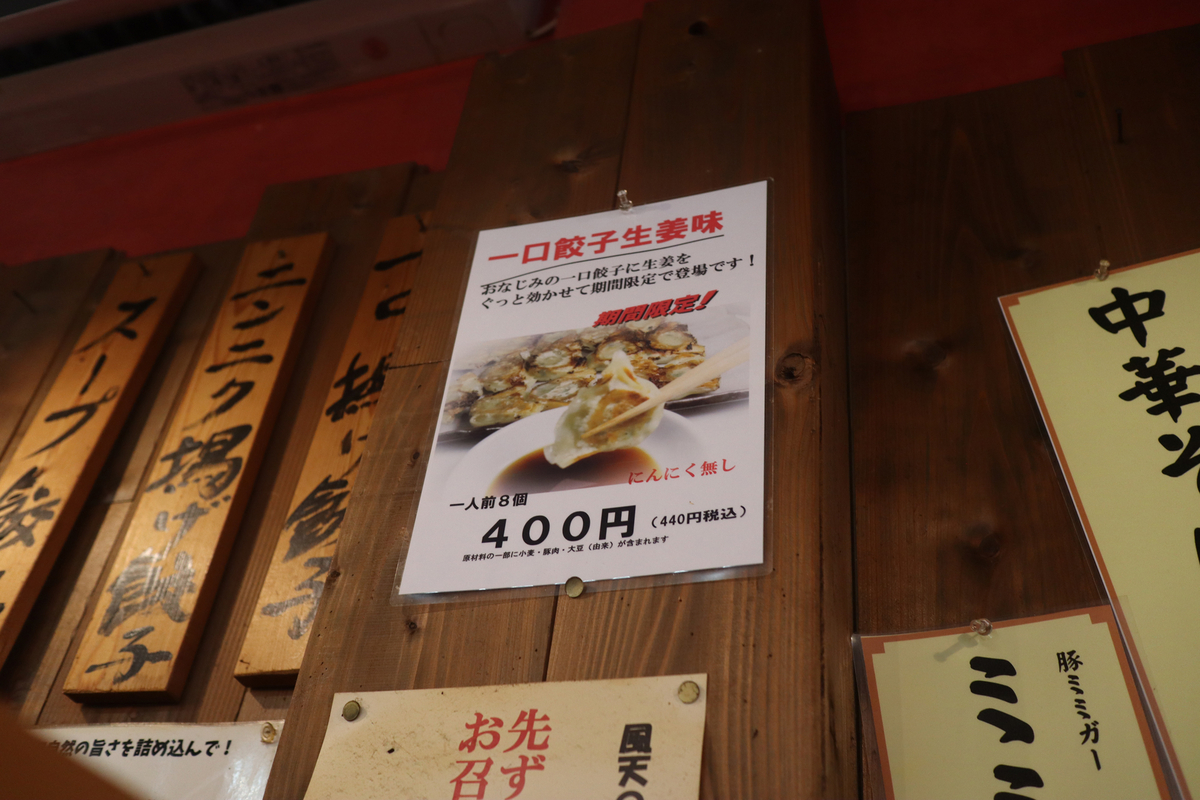 スープ餃子
ニンニク揚げ餃子
一口揚げ餃子
一口餃子生姜味
おなじみの一口餃子に生姜を
ぐっと効かせて期間限定で登場です！
期間限定！
にんにく無し
一人前８個
４００円（440円税込）
原材料の一部に小麦・豚肉・大豆（由来）が含まれます
自然の旨さを詰め込んで！
風天の
先ず
お召
中華そ
豚ミミガー
ミミ